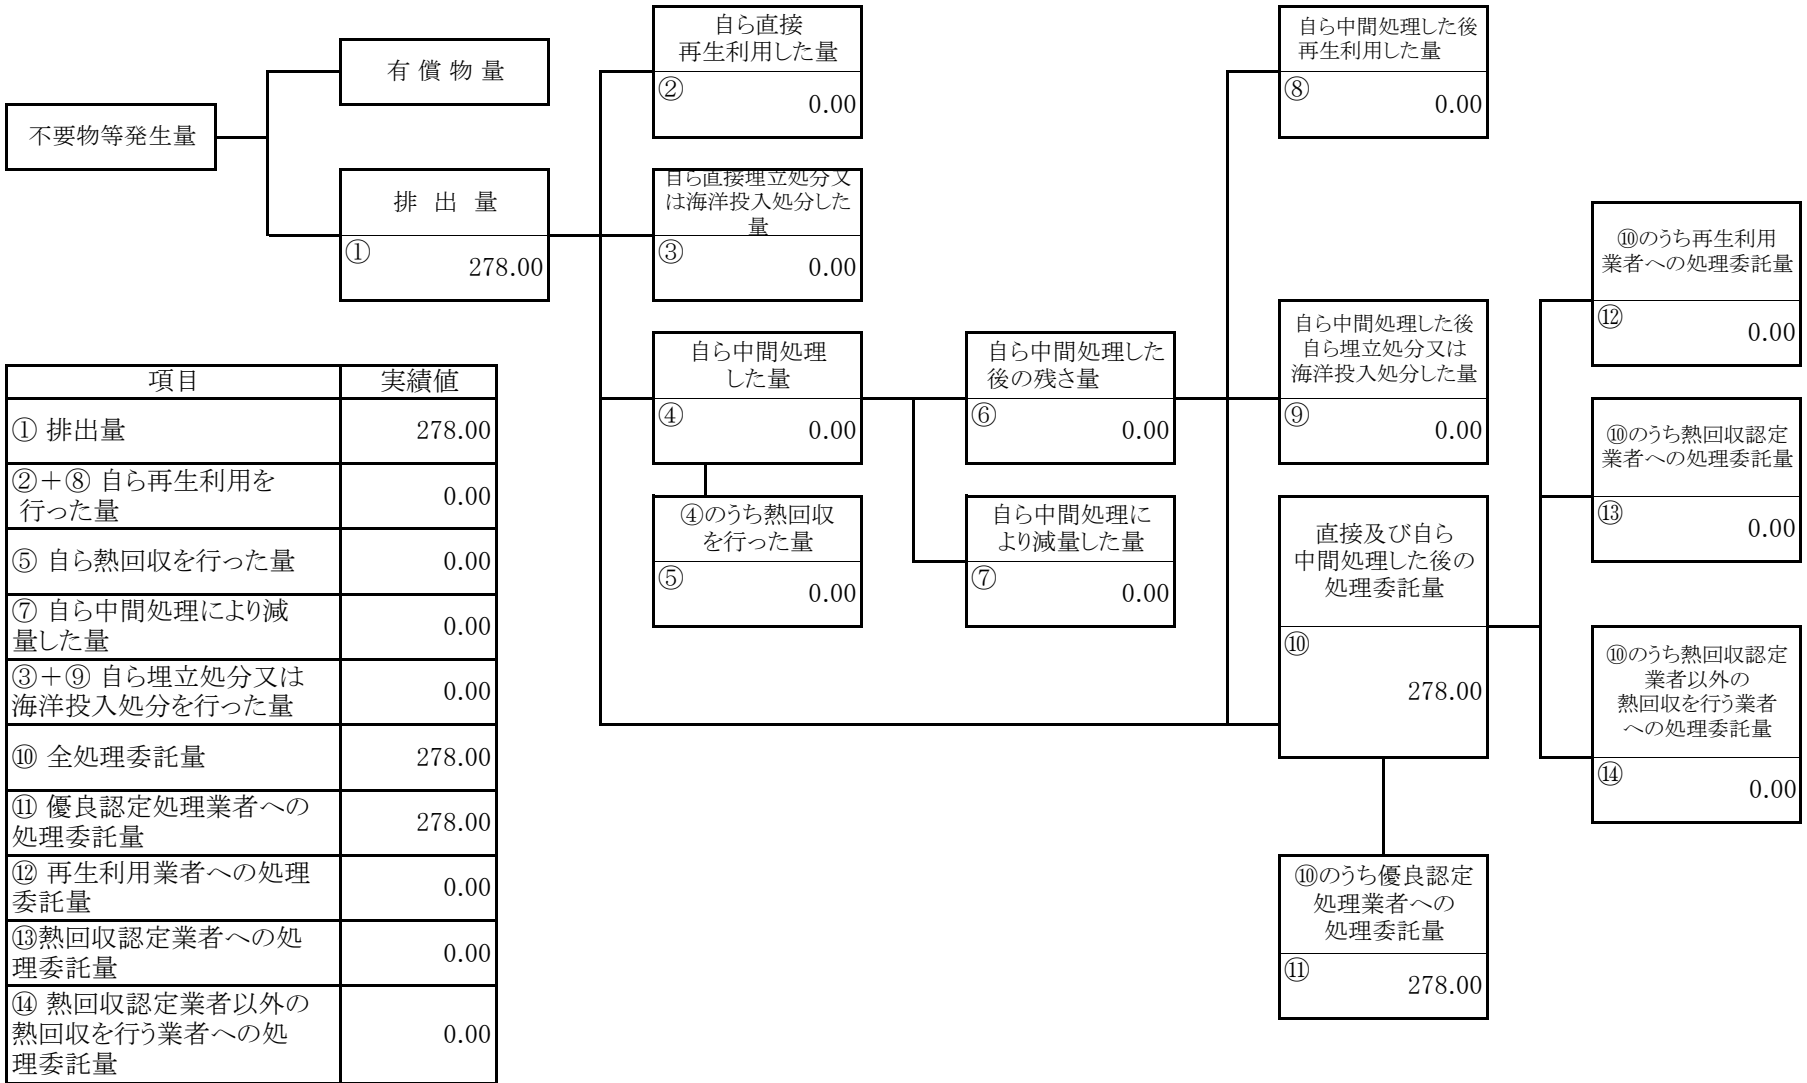 不要物等発生量
有 償 物 量
排 出 量
①
278.00
自ら直接
再生利用した量
②
0.00
自ら直接埋立処分又
は海洋投入処分した
量
③
0.00
自ら中間処理
した量
④
0.00
④のうち熱回収
を行った量
⑤
0.00
自ら中間処理した
後の残さ量
⑥
0.00
自ら中間処理に
より減量した量
⑦
0.00
自ら中間処理した後
再生利用した量
⑧
0.00
自ら中間処理した後
自ら埋立処分又は
海洋投入処分した量
⑨
0.00
直接及び自ら
中間処理した後の
処理委託量
⑩
278.00
⑩のうち優良認定
処理業者への
処理委託量
⑪
278.00
⑩のうち再生利用
業者への処理委託量
⑫
0.00
⑩のうち熱回収認定
業者への処理委託量
⑬
0.00
⑩のうち熱回収認定
業者以外の
熱回収を行う業者
への処理委託量
⑭
0.00
項目 実績値
① 排出量 278.00
②＋⑧ 自ら再生利用を
行った量
0.00
⑤ 自ら熱回収を行った量 0.00
⑦ 自ら中間処理により減
量した量
0.00
③＋⑨ 自ら埋立処分又は
海洋投入処分を行った量
0.00
⑩ 全処理委託量 278.00
⑪ 優良認定処理業者への
処理委託量
278.00
⑫ 再生利用業者への処理
委託量
0.00
⑬熱回収認定業者への処
理委託量
0.00
⑭ 熱回収認定業者以外の
熱回収を行う業者への処
理委託量
0.00